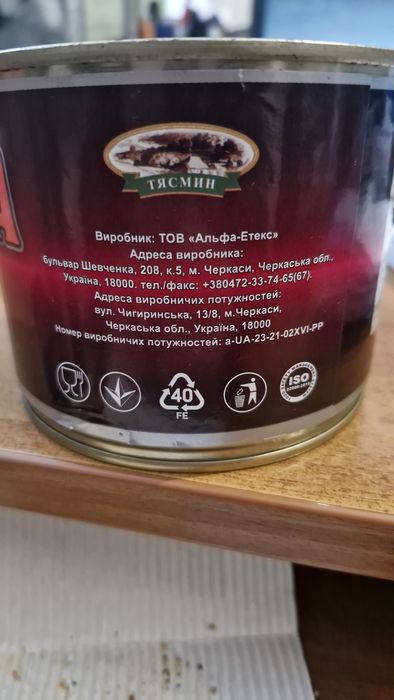 ТЯСМИН
Виробник: ТОВ «Альфа-Етекс»
Адреса виробника:
бульвар Шевченка, 208, к.5, м. Черкаси, Черкаська обл.,
Україна, 18000. тел./факс: +380472-33-74-65(67).
Адреса виробничих потужностей:
вул. Чигиринська, 13/8, м.Черкаси,
Черкаська обл., Україна, 18000
Номер виробничих потужностей: a-UA-23-21-02XVI-PP
40
FE
ISO